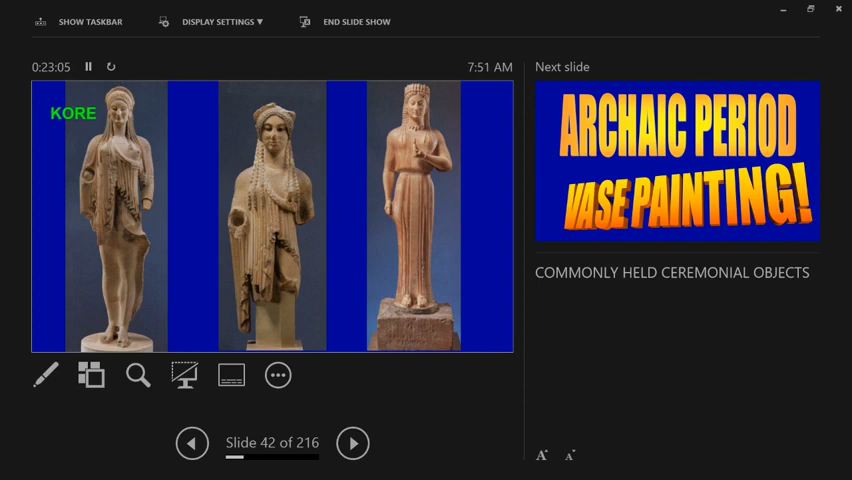 SHOW TASKBAR
DISPLAY SETTINGS ▼
END SLIDE SHOW
0:23:05
7:51 AM
KORE
Next slide
ARCHAIC PERIOD
VASE PAINTING!
COMMONLY HELD CEREMONIAL OBJECTS
Slide 42 of 216
A
A